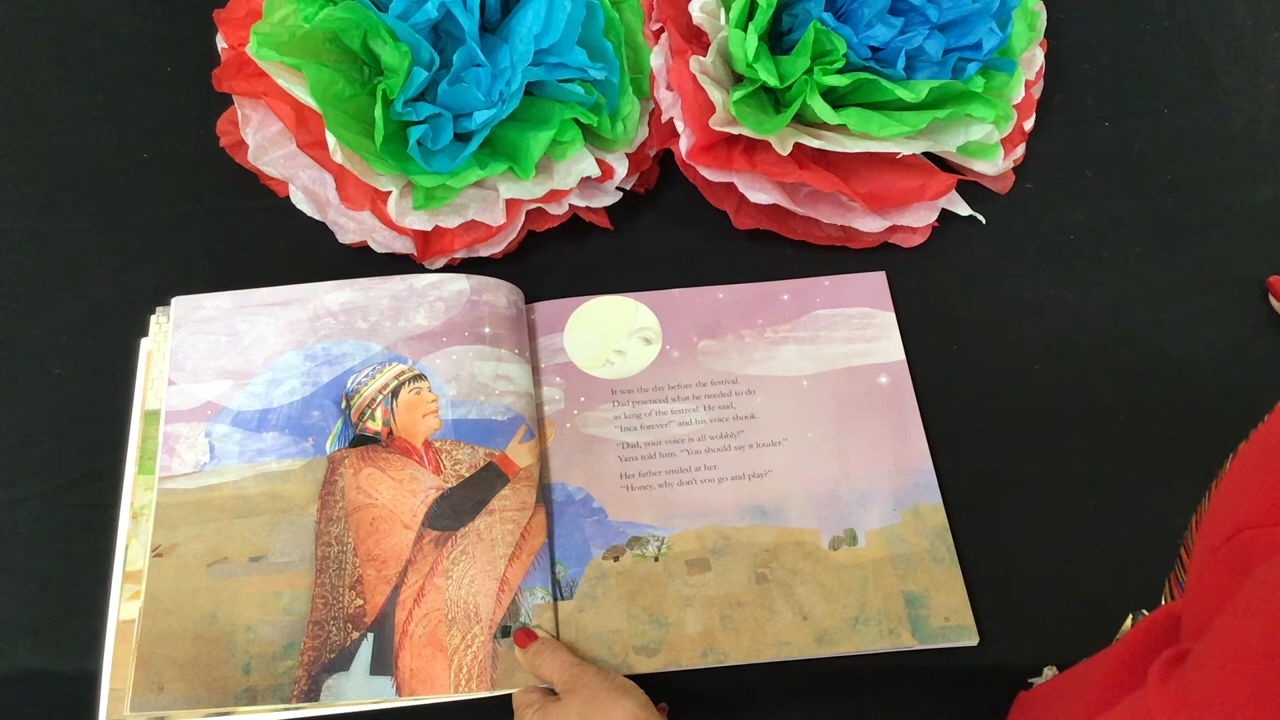 It was the day before the festival.
Dad practiced what he needed to do
as king of the festival. He said,
“Inca forever!” and his voice shook.
“Dad, your voice is all wobbly!”
Yana told him. “You should say it louder.”
Her father smiled at her.
“Honey, why don’t you go and play?”